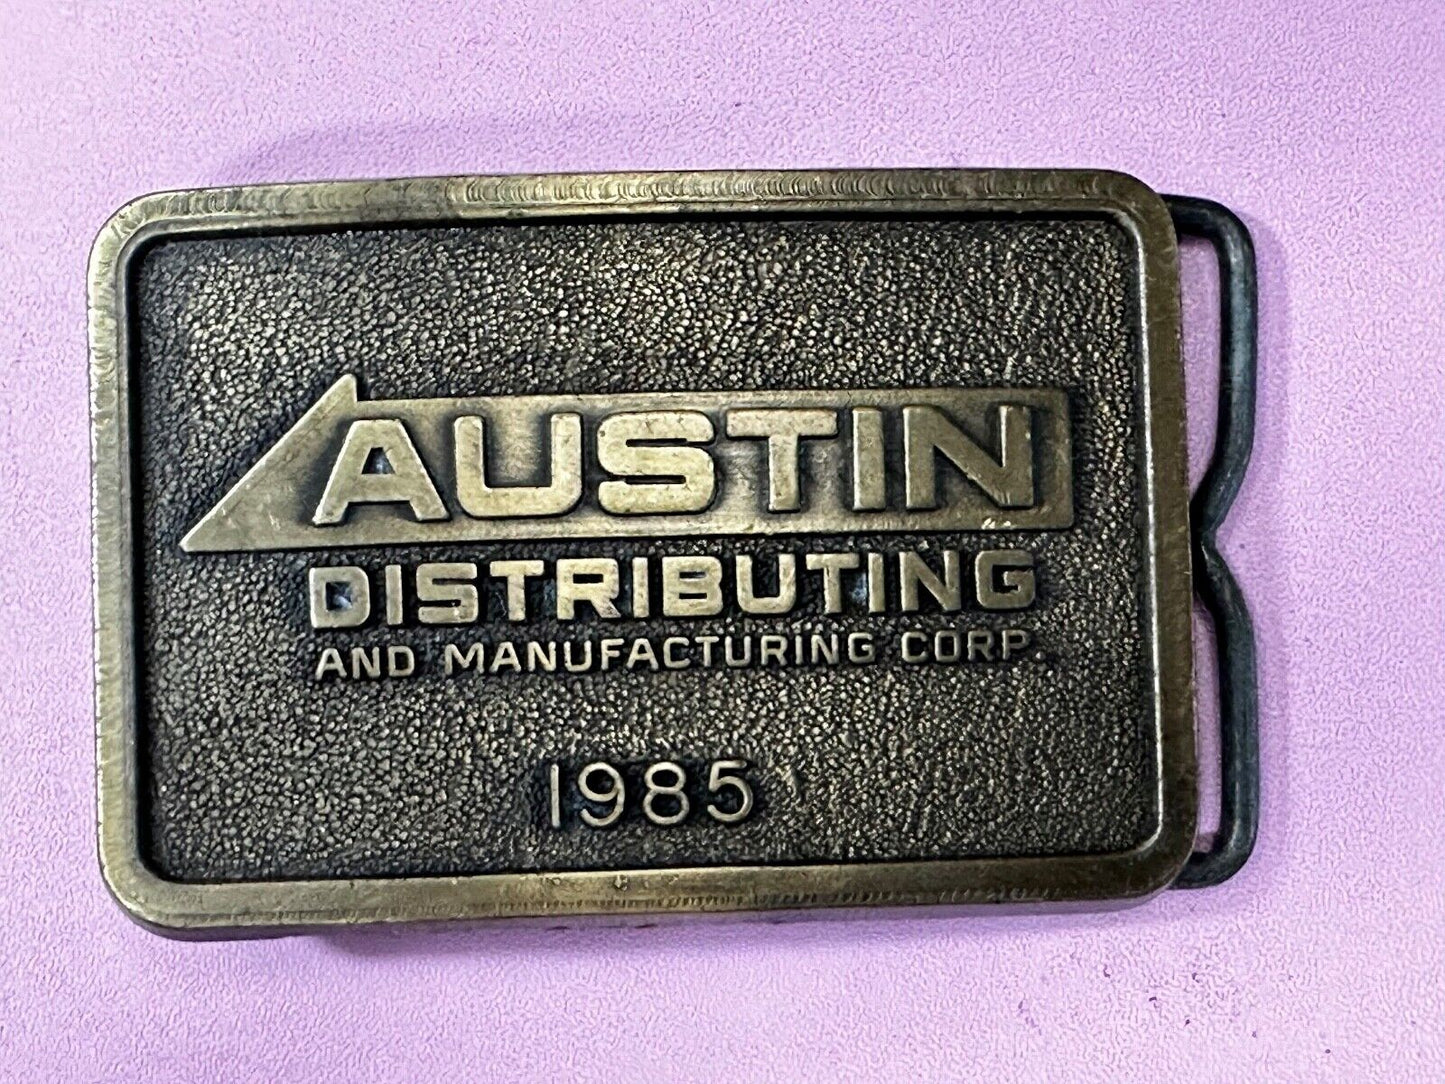 AUSTIN
DISTRIBUTING
AND MANUFACTURING CORP.
1985